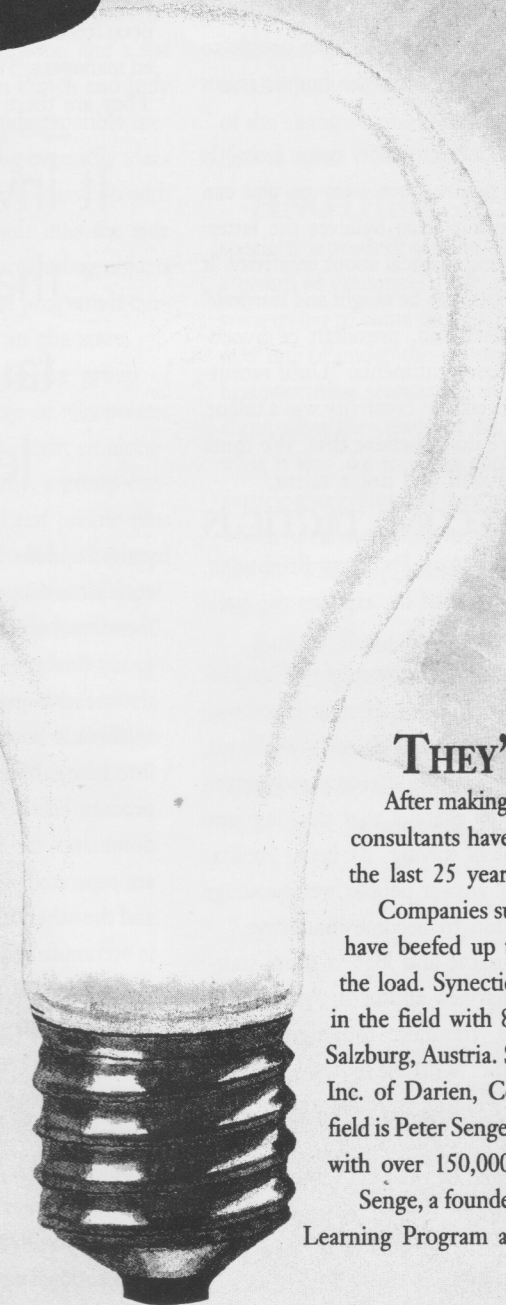 THEY'
After making
consultants have
the last 25 year
Companies su
have beefed up
the load. Synectic
in the field with 8
Salzburg, Austria. S
Inc. of Darien, C
field is Peter Senge
with over 150,000
Senge, a founde
Learning Program a